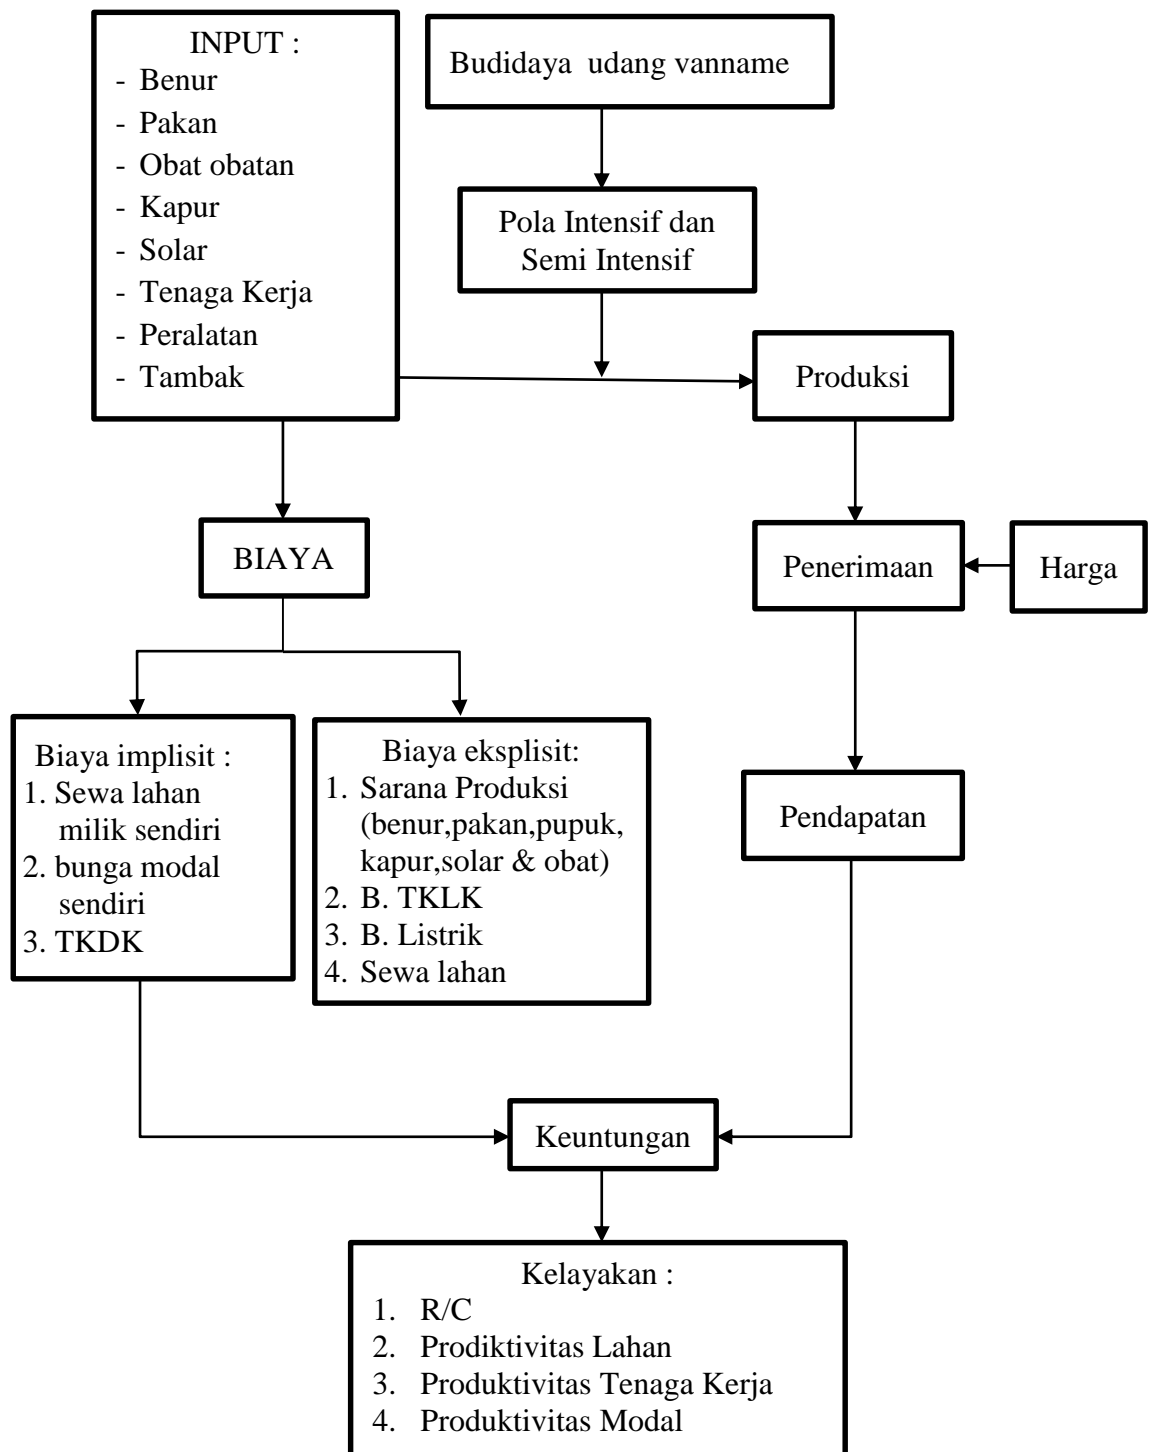 INPUT :
- Benur
- Pakan
- Obat obatan
- Kapur
- Solar
- Tenaga Kerja
- Peralatan
- Tambak
Budidaya udang vanname
Pola Intensif dan
Semi Intensif
Produksi
BIAYA
Penerimaan
Harga
Biaya implisit :
1. Sewa lahan
milik sendiri
2. bunga modal
sendiri
3. TKDK
Biaya eksplisit:
1. Sarana Produksi
(benur,pakan,pupuk,
kapur,solar & obat)
2. B. TKLK
3. B. Listrik
4. Sewa lahan
Pendapatan
Keuntungan
Kelayakan :
1. R/C
2. Prodiktivitas Lahan
3. Produktivitas Tenaga Kerja
4. Produktivitas Modal